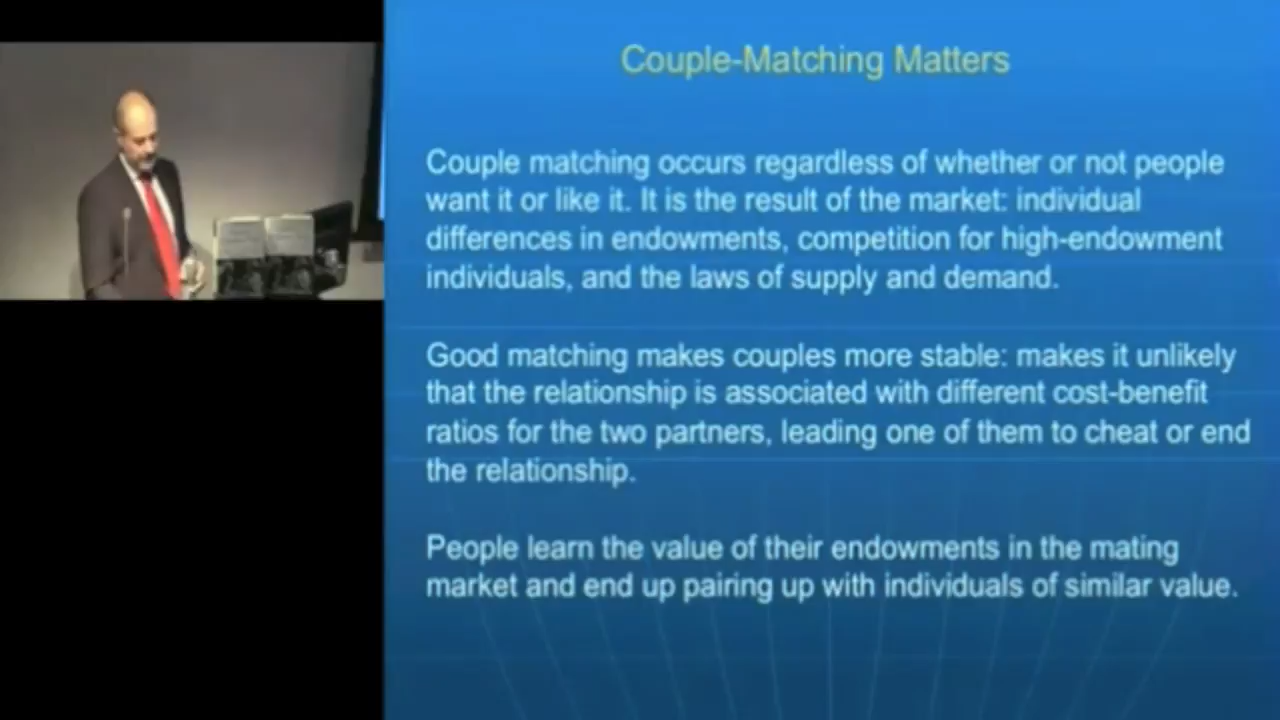 Couple-Matching Matters
Couple matching occurs regardless of whether or not people
want it or like it. It is the result of the market: individual
differences in endowments, competition for high-endowment
individuals, and the laws of supply and demand.
Good matching makes couples more stable: makes it unlikely
that the relationship is associated with different cost-benefit
ratios for the two partners, leading one of them to cheat or end
the relationship.
People learn the value of their endowments in the mating
market and end up pairing up with individuals of similar value.